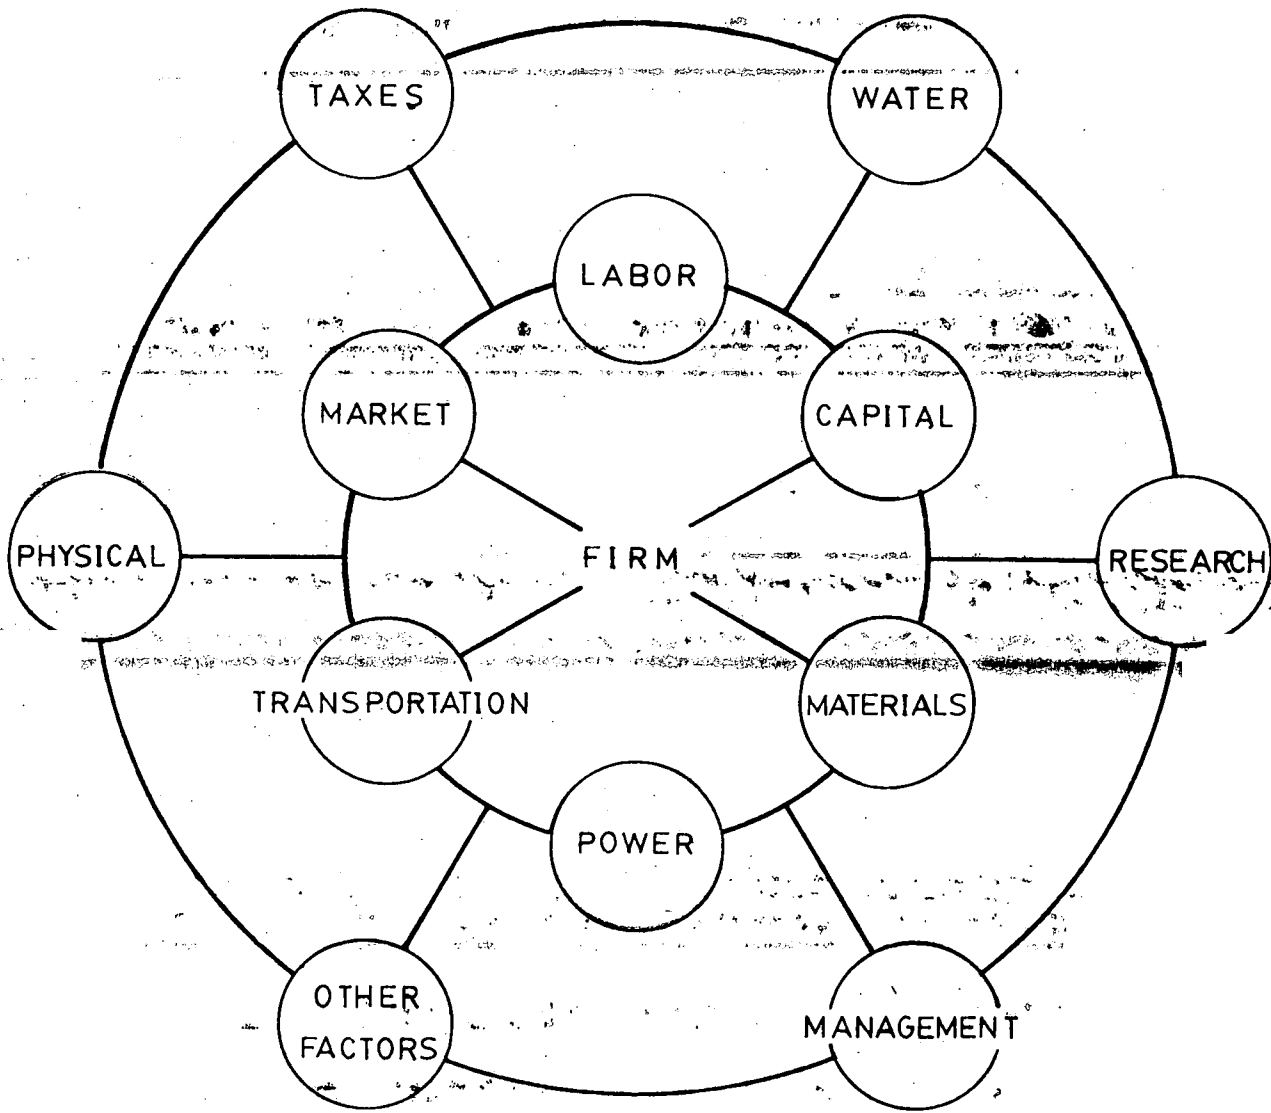 TAXES
WATER
LABOR
MARKET
CAPITAL
PHYSICAL
FIRM
RESEARCH
TRANSPORTATION
MATERIALS
POWER
OTHER
FACTORS
MANAGEMENT